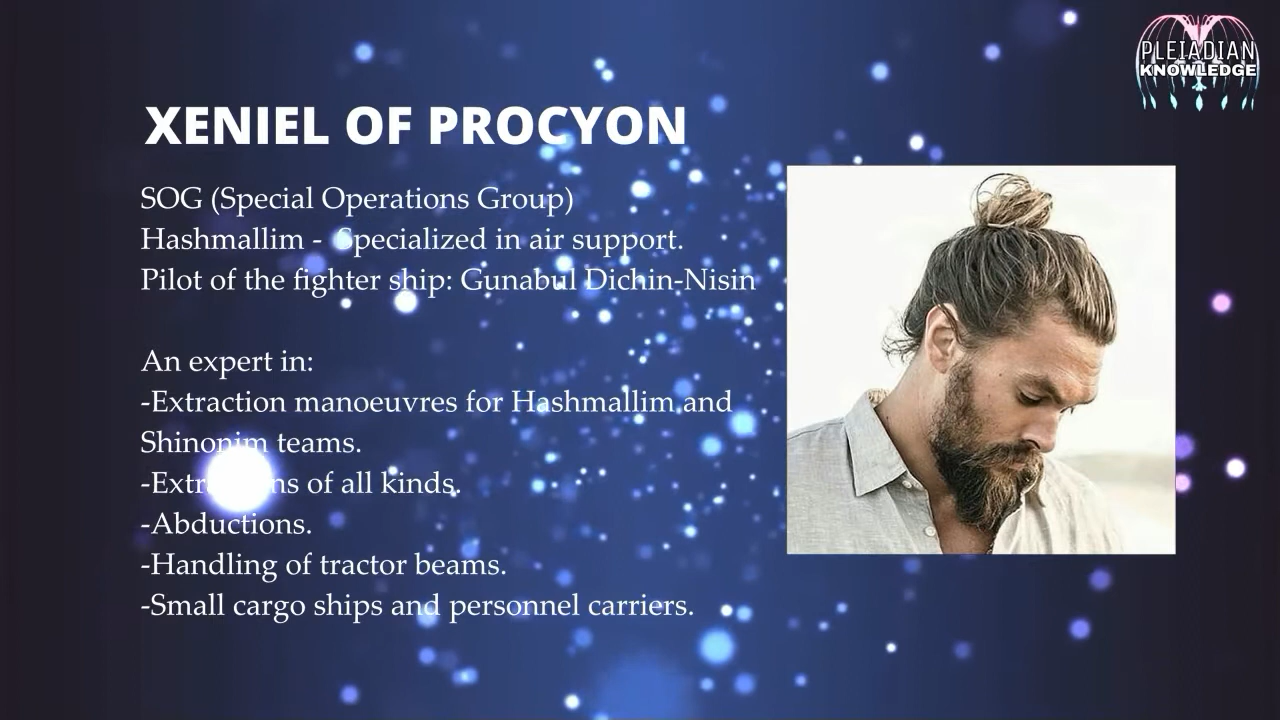 PLEIADIAN
KNOWLEDGE
XENIEL OF PROCYON
SOG (Special Operations Group)
Hashmallim - Specialized in air support.
Pilot of the fighter ship: Gunabul Dichin-Nisin
An expert in:
-Extraction manoeuvres for Hashmallim and
Shinonim teams.
-Extractions of all kinds.
-Abductions.
-Handling of tractor beams.
-Small cargo ships and personnel carriers.